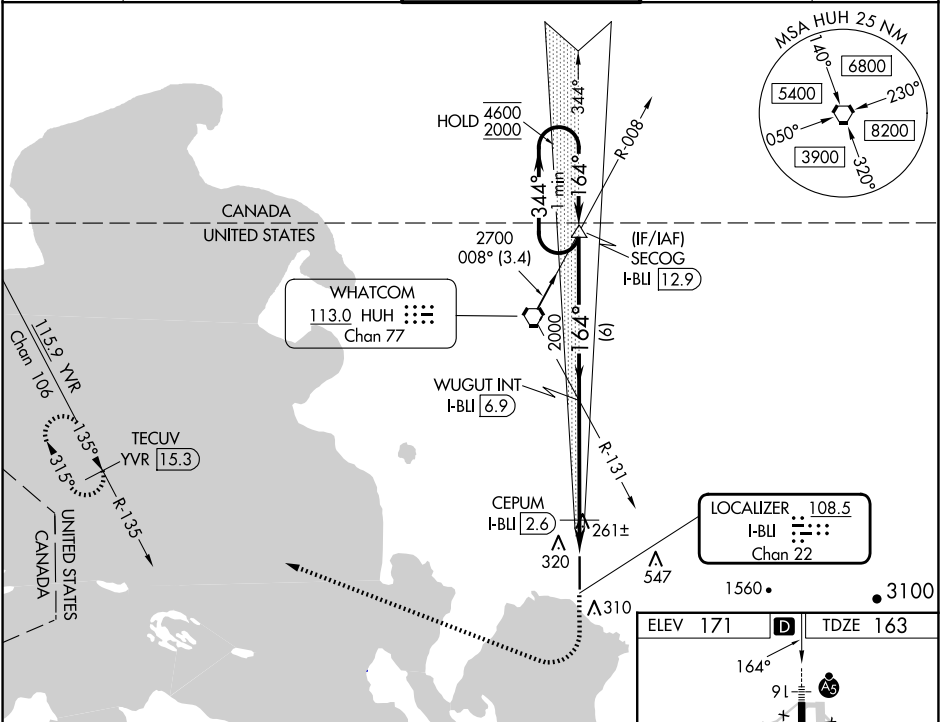 MSA HUH 25 NM
140°
6800
5400
230°
050°
8200
3900
320°
344°
HOLD 4600
2000
R-008
344°
1 min
164°
CANADA
UNITED STATES
2700
008° (3.4)
(IF/IAF)
SECOG
I-BLI 12.9
WHATCOM
113.0 HUH
Chan 77
2000
164°
(6)
115.9 YVR
Chan 106
WUGUT INT
I-BLI 6.9
135°
TECUV
YVR 15.3
315°
R-131
R-135
CEPUM
I-BLI 2.6
261±
LOCALIZER 108.5
I-BLI
Chan 22
UNITED STATES
CANADA
320
547
1560
3100
310
ELEV 171
D
TDZE 163
164°
16
A5